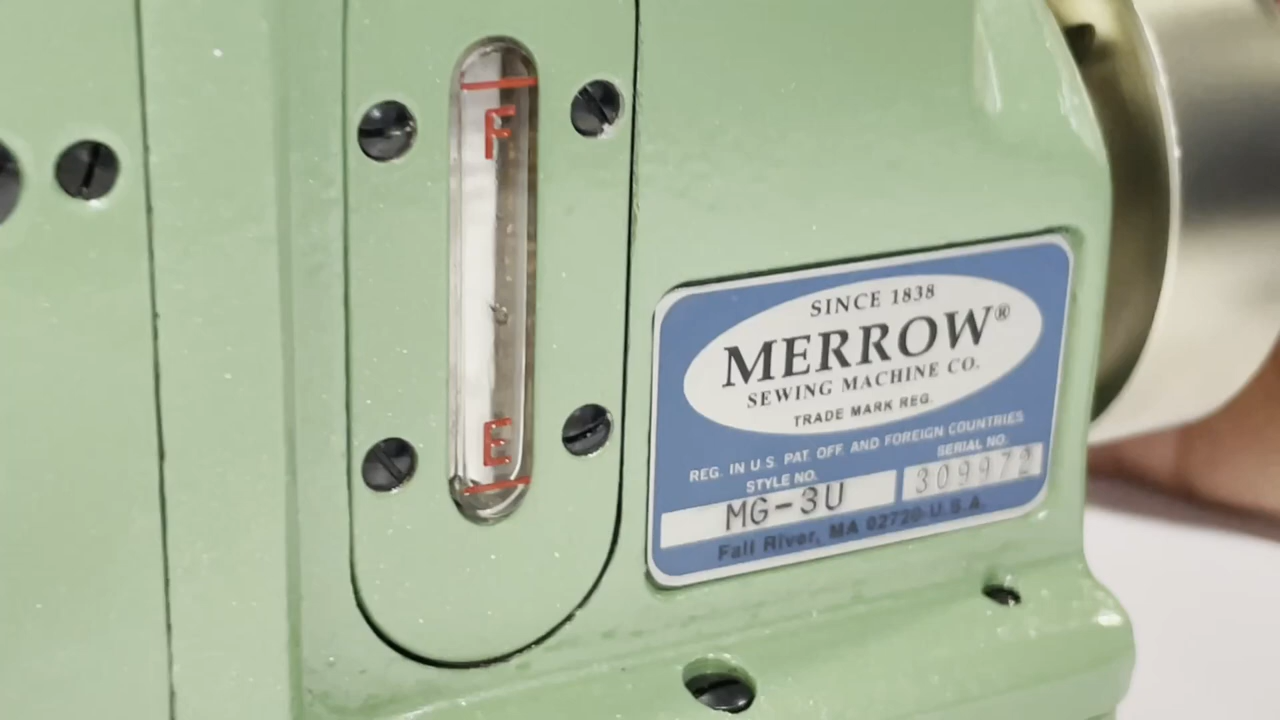 F
E
SINCE 1838
MERROW®
SEWING MACHINE CO.
TRADE MARK REG.
REG. IN U.S. PAT. OFF. AND FOREIGN COUNTRIES
STYLE NO.
SERIAL NO.
MG-3U
309972
Fall River, MA 02720 U.S.A.